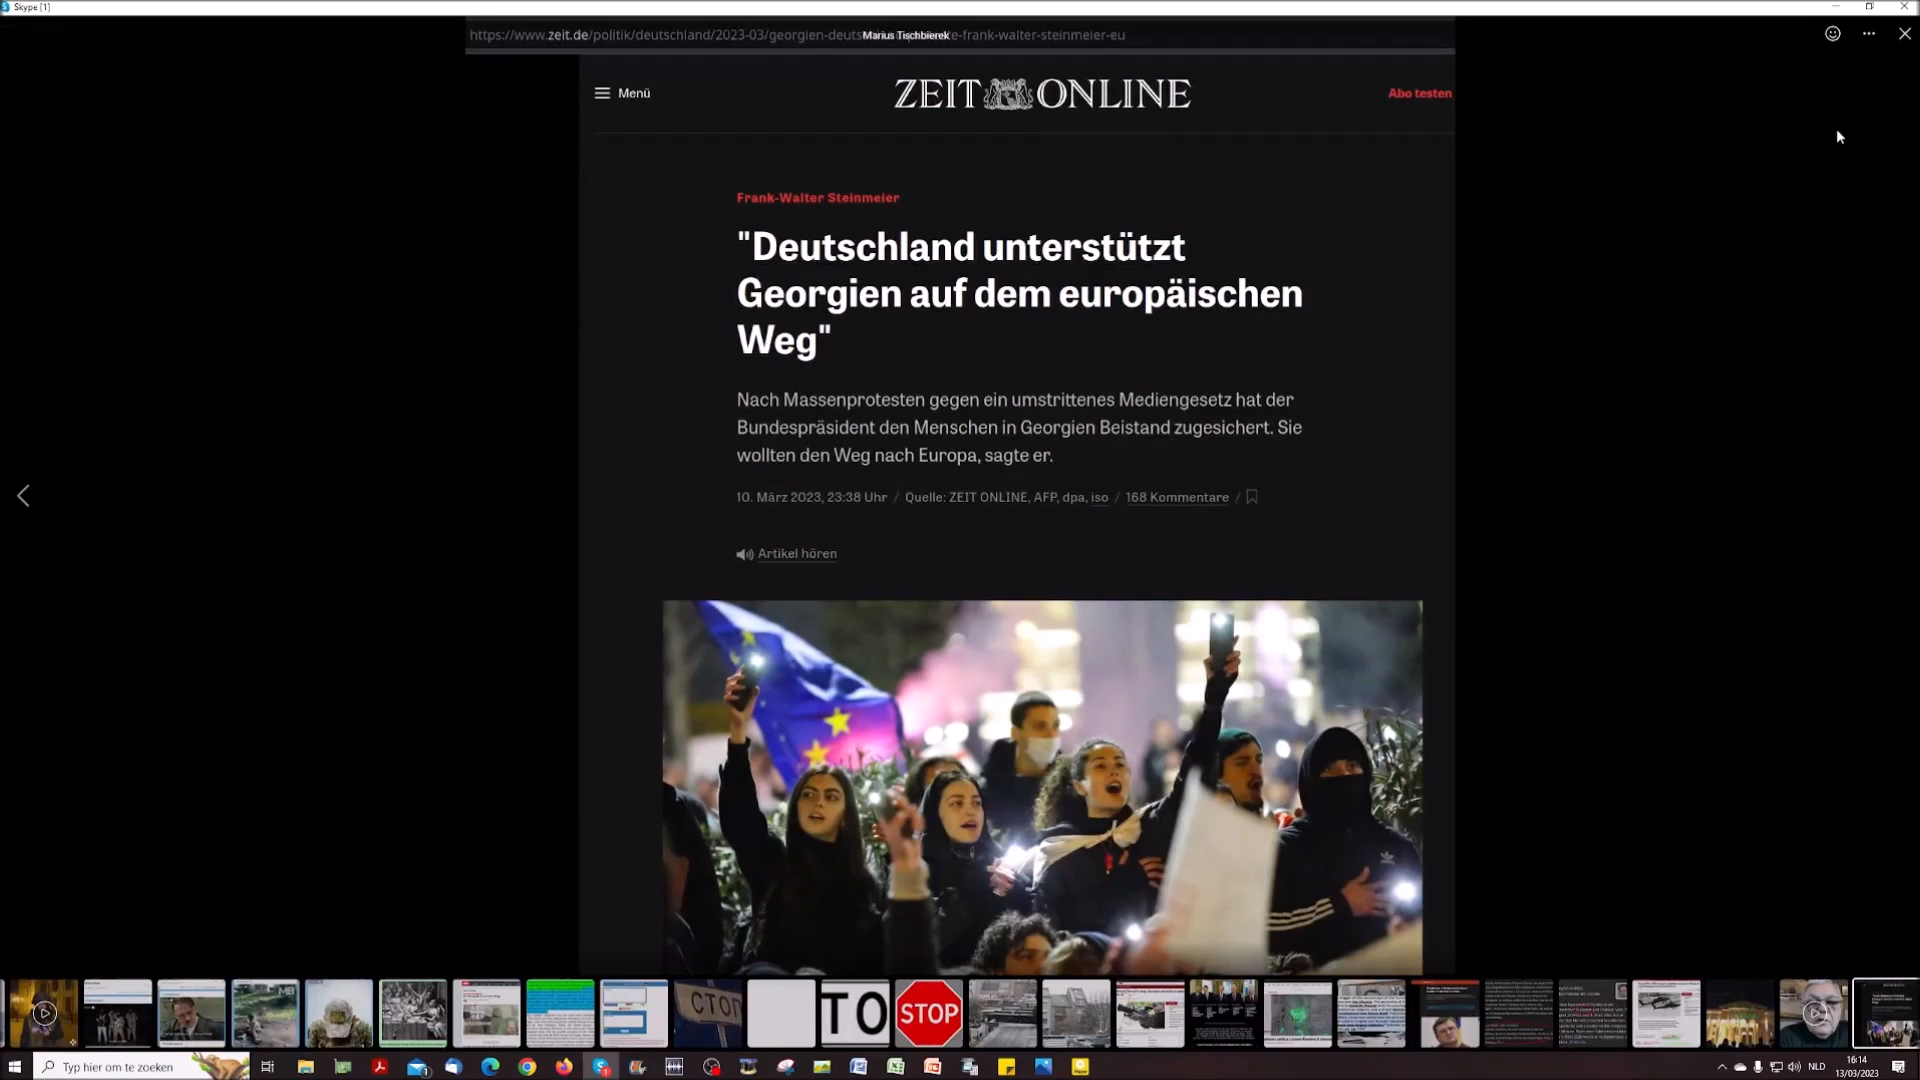 Skype [1]
https://www.zeit.de/politik/deutschland/2023-03/georgien-deuts
Marius Tischbierek
e-frank-walter-steinmeier-eu
Menü
ZEIT ONLINE
Abo testen
Frank-Walter Steinmeier
"Deutschland unterstützt
Georgien auf dem europäischen
Weg"
Nach Massenprotesten gegen ein umstrittenes Mediengesetz hat der
Bundespräsident den Menschen in Georgien Beistand zugesichert. Sie
wollten den Weg nach Europa, sagte er.
10. März 2023, 23:38 Uhr / Quelle: ZEIT ONLINE, AFP, dpa, iso / 168 Kommentare /
Artikel hören
СТОП
TO
STOP
Typ hier om te zoeken
NLD
16:14
13/03/2023